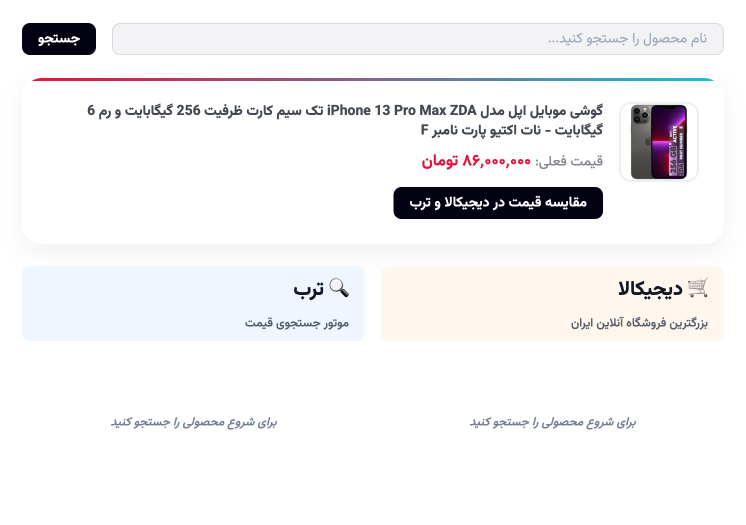 نام محصول را جستجو کنید...
جستجو
گوشی موبایل اپل مدل iPhone 13 Pro Max ZDA تک سیم کارت ظرفیت 256 گیگابایت و رم 6
گیگابایت - نات اکتیو پارت نامبر F
قیمت فعلی: ۸۶,۰۰۰,۰۰۰ تومان
مقایسه قیمت در دیجیکالا و ترب
🛒 دیجیکالا
بزرگترین فروشگاه آنلاین ایران
🔍 ترب
موتور جستجوی قیمت
برای شروع محصولی را جستجو کنید
برای شروع محصولی را جستجو کنید